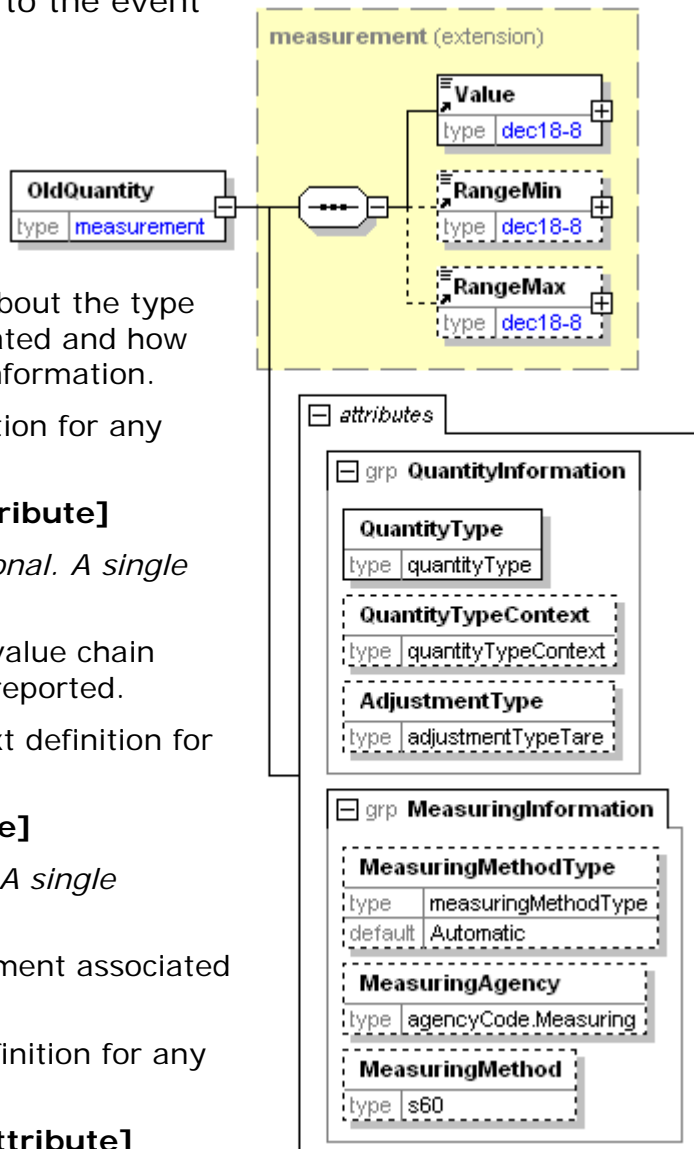 to the event
measurement (extension)
Value
type dec18-8
OldQuantity
type measurement
RangeMin
type dec18-8
RangeMax
type dec18-8
bout the type
ated and how
nformation.
tion for any
attributes
grp QuantityInformation
ribute]
QuantityType
type quantityType
onal. A single
QuantityTypeContext
type quantityTypeContext
value chain
reported.
AdjustmentType
type adjustmentTypeTare
xt definition for
e]
grp MeasuringInformation
A single
MeasuringMethodType
type measuringMethodType
default Automatic
ment associated
MeasuringAgency
type agencyCode.Measuring
finition for any
MeasuringMethod
type s60
ttribute]